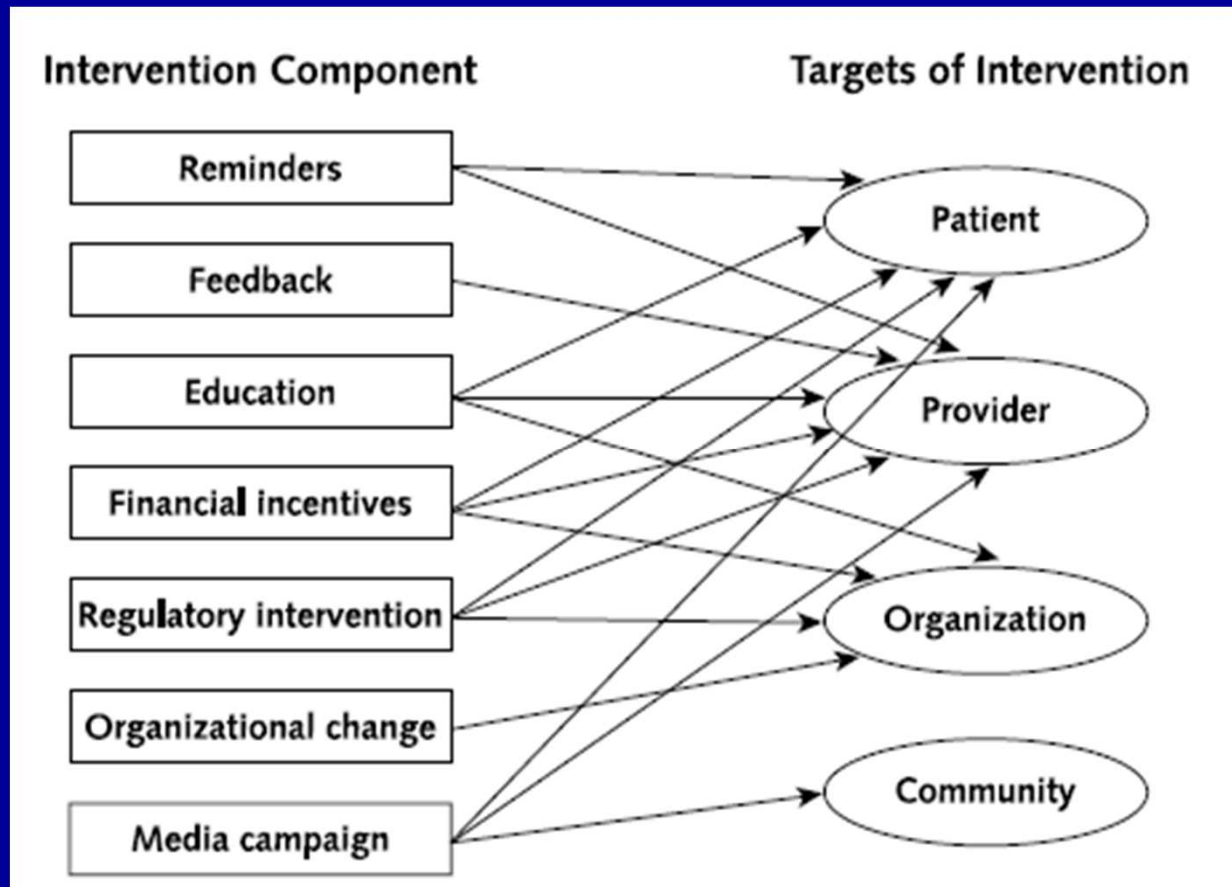 Intervention Component
Targets of Intervention
Reminders
Feedback
Education
Financial incentives
Regulatory intervention
Organizational change
Media campaign
Patient
Provider
Organization
Community